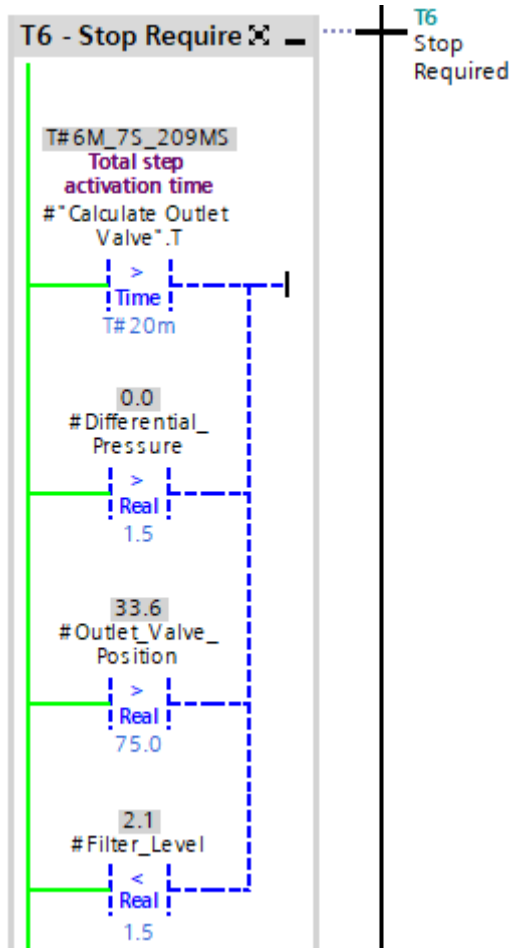 T6 - Stop Require
T6
Stop
Required
T#6M_7S_209MS
Total step
activation time
#"Calculate Outlet
Valve".T
>
Time
T#20m
0.0
#Differential_
Pressure
>
Real
1.5
33.6
#Outlet_Valve_
Position
>
Real
75.0
2.1
#Filter_Level
<
Real
1.5